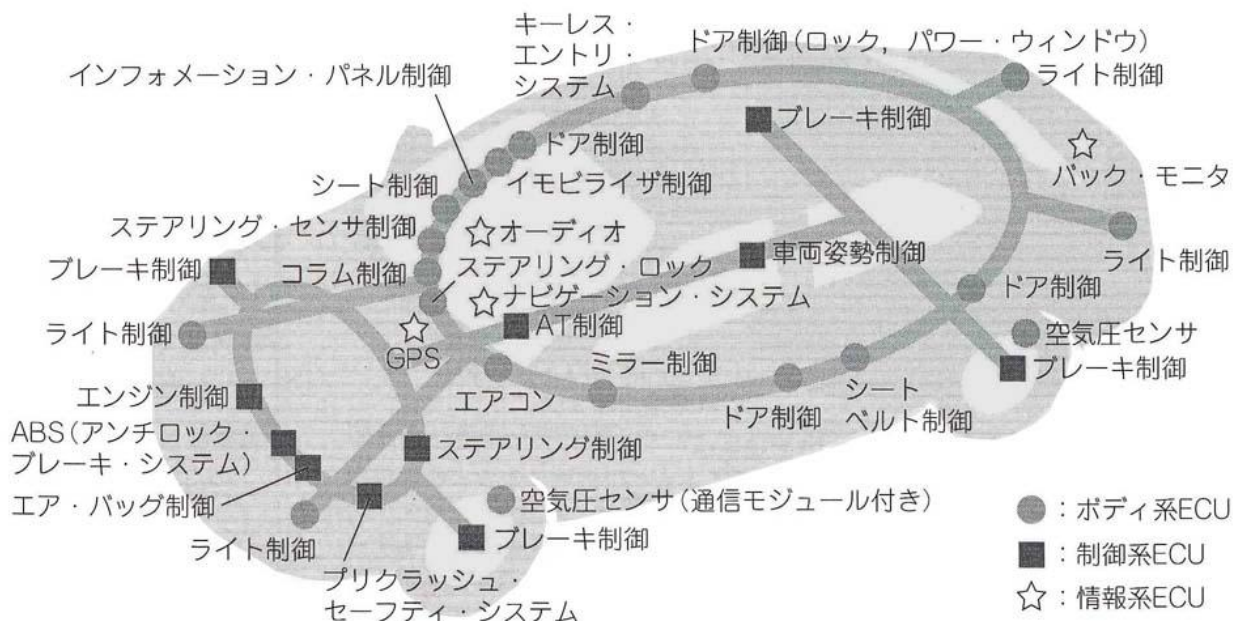 キーレス・
エントリ・
システム
ドア制御(ロック, パワー・ウィンドウ)
ライト制御
インフォメーション・パネル制御
ブレーキ制御
ドア制御
バック・モニタ
シート制御
イモビライザ制御
ステアリング・センサ制御
オーディオ
車両姿勢制御
ライト制御
ブレーキ制御
コラム制御
ステアリング・ロック
ナビゲーション・システム
ドア制御
ライト制御
GPS
AT制御
空気圧センサ
ミラー制御
ブレーキ制御
エンジン制御
エアコン
ドア制御
シート
ベルト制御
ABS(アンチロック・
ブレーキ・システム)
ステアリング制御
エア・バッグ制御
空気圧センサ(通信モジュール付き)
ライト制御
ブレーキ制御
プリクラッシュ・
セーフティ・システム
:ボディ系ECU
:制御系ECU
:情報系ECU